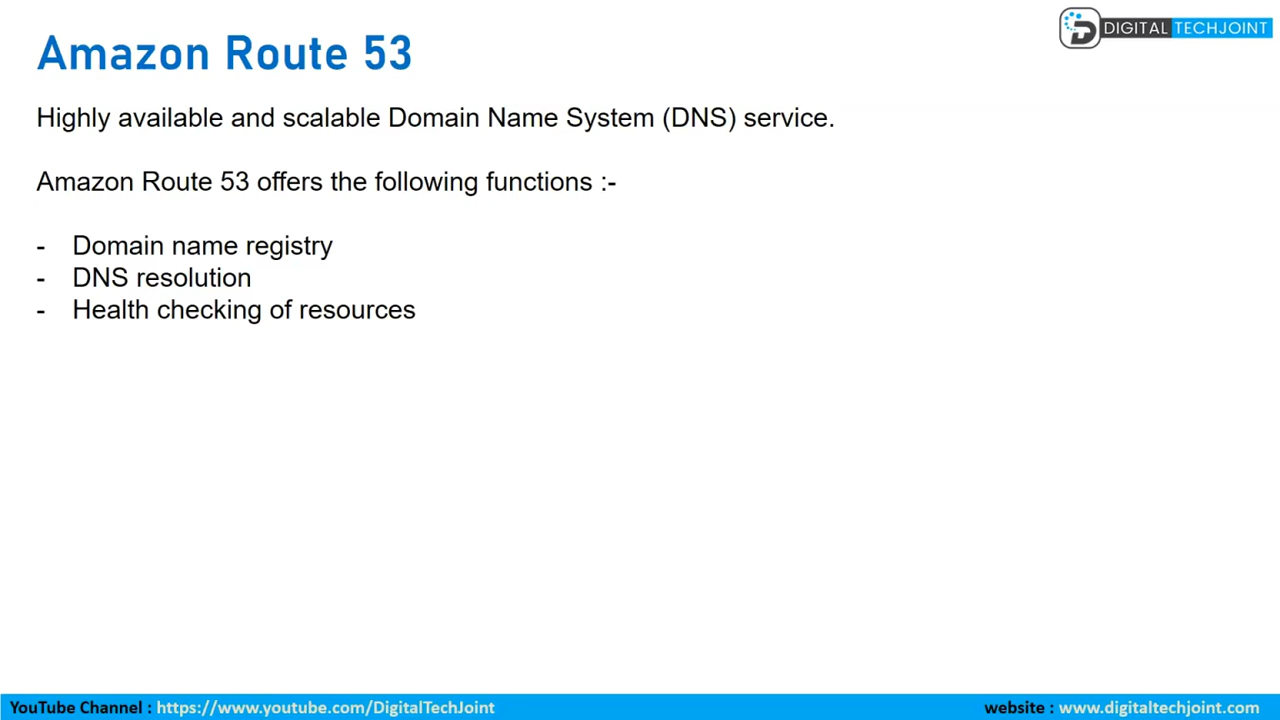 DIGITAL TECHJOINT
Amazon Route 53
Highly available and scalable Domain Name System (DNS) service.
Amazon Route 53 offers the following functions :-
- Domain name registry
- DNS resolution
- Health checking of resources
YouTube Channel : https://www.youtube.com/DigitalTechJoint
website : www.digitaltechjoint.com